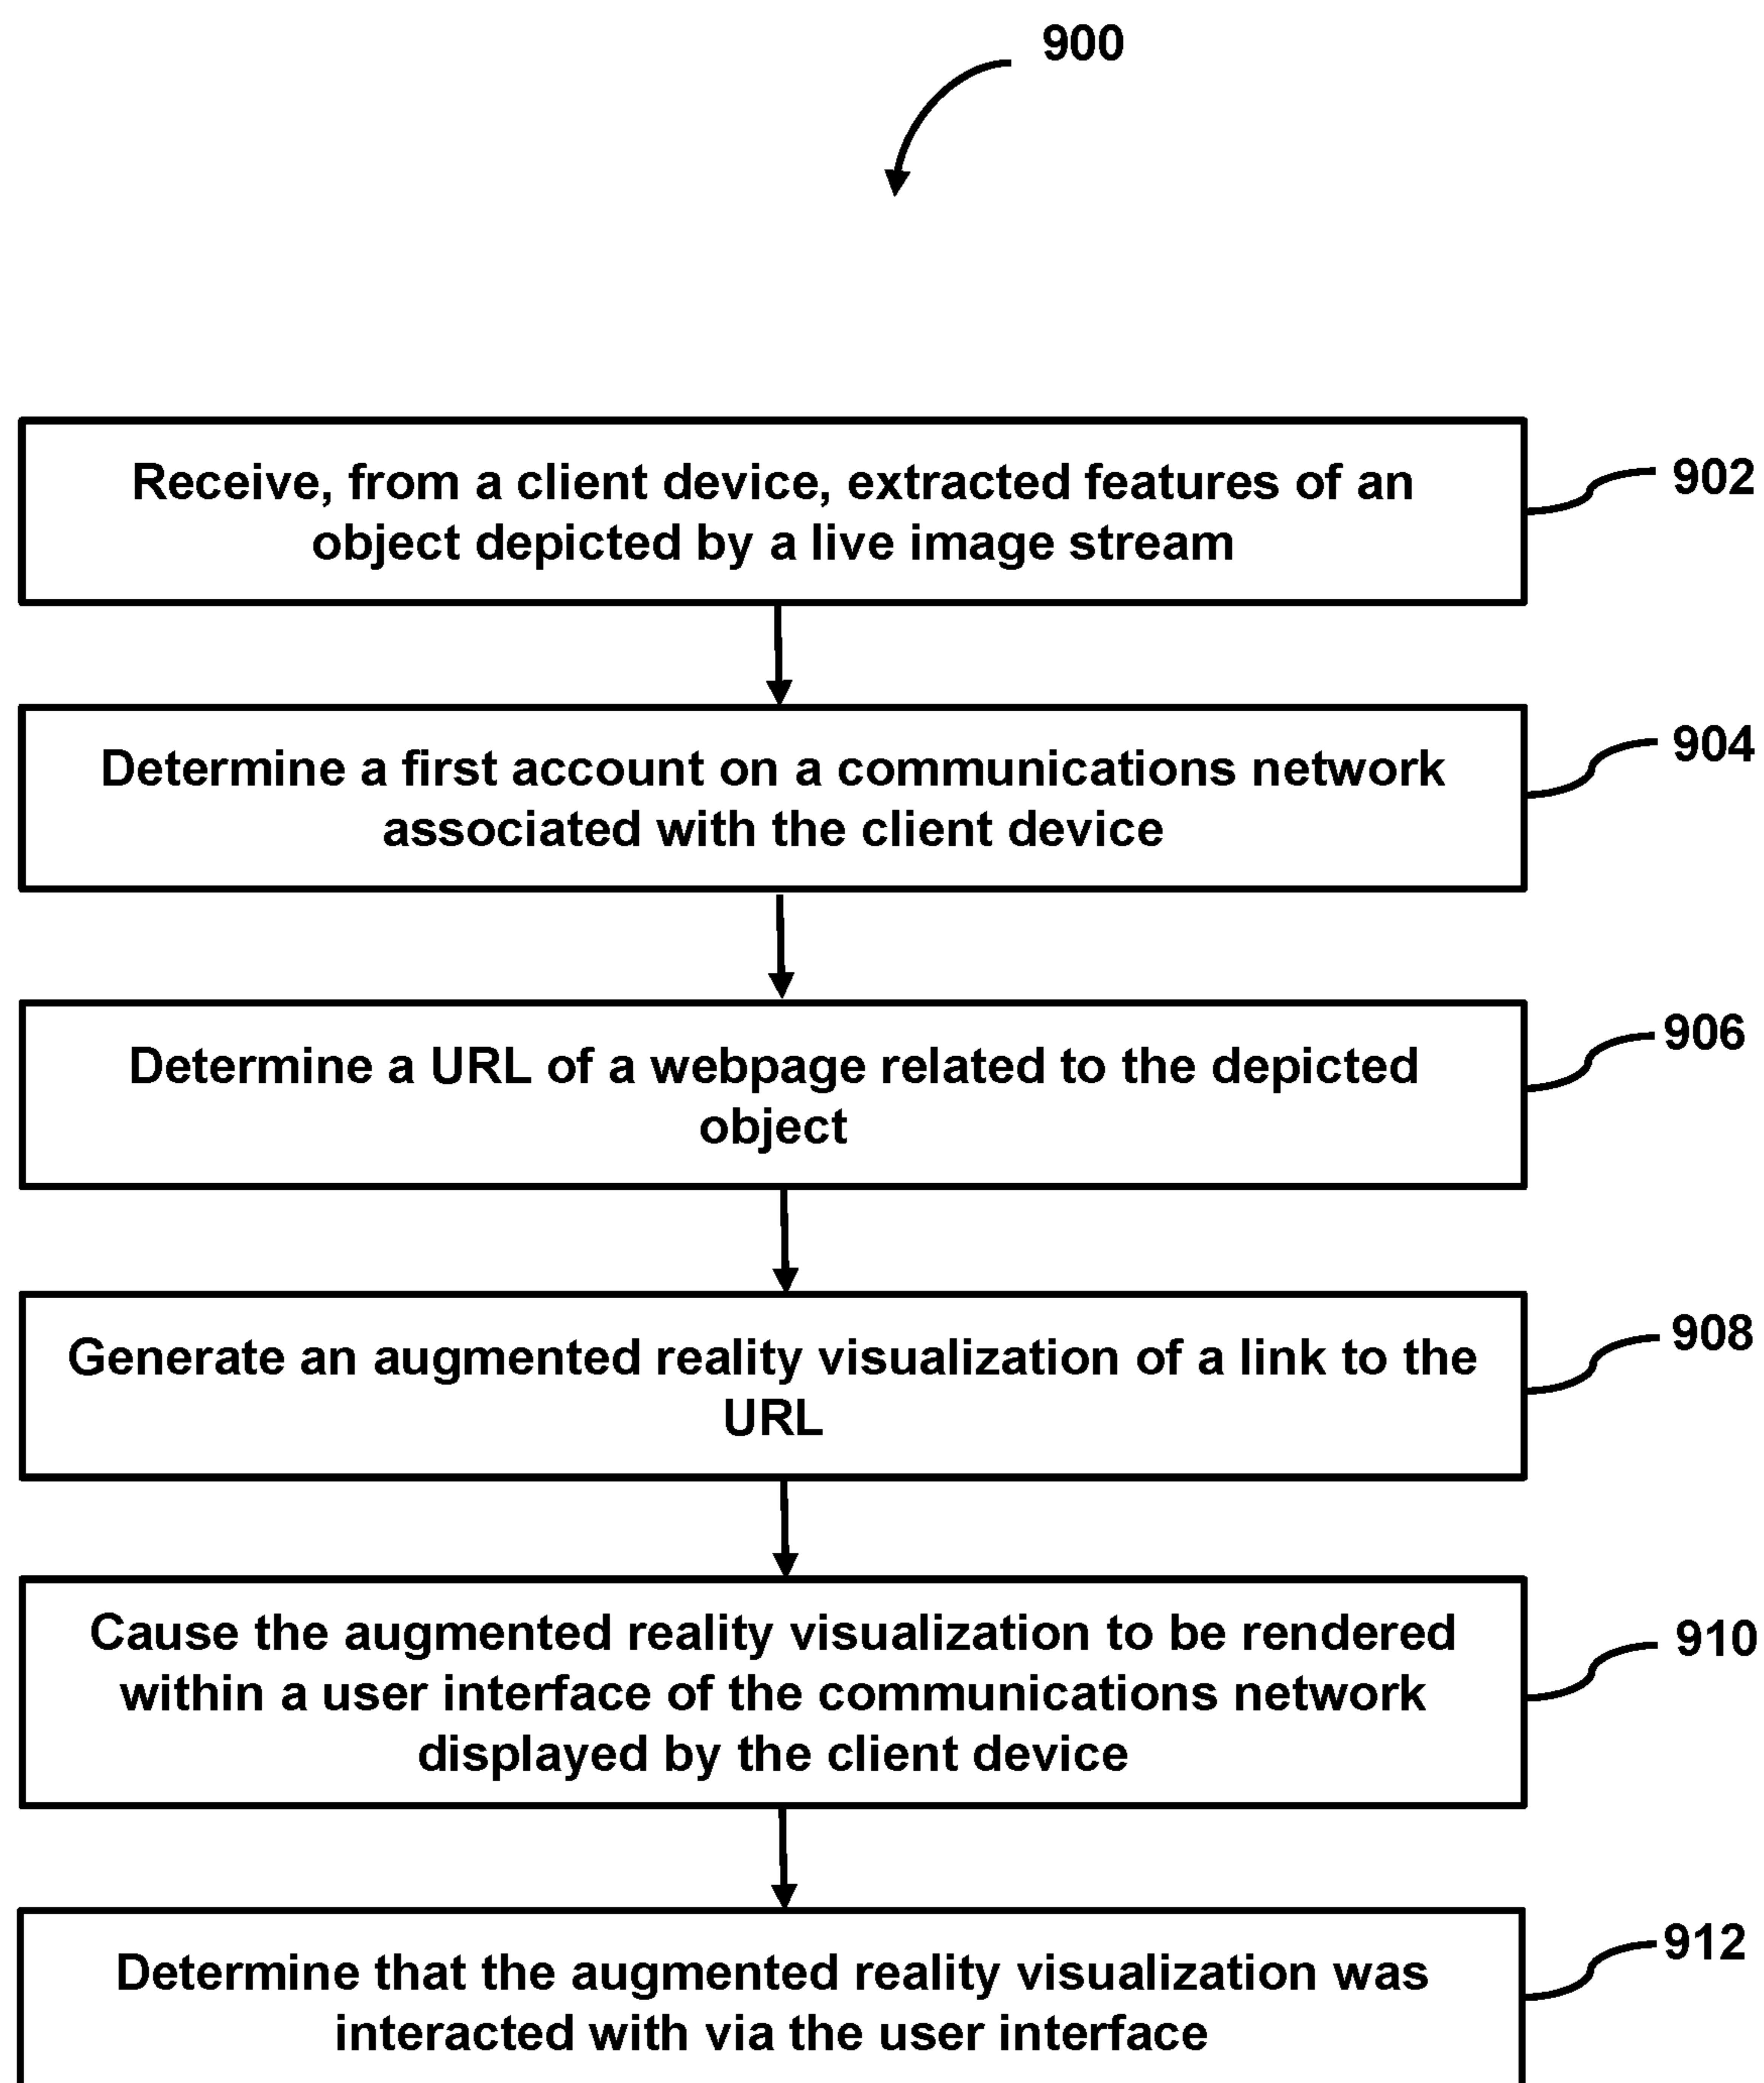 900
Receive, from a client device, extracted features of an
object depicted by a live image stream
902
Determine a first account on a communications network
associated with the client device
904
Determine a URL of a webpage related to the depicted
object
906
Generate an augmented reality visualization of a link to the
URL
908
Cause the augmented reality visualization to be rendered
within a user interface of the communications network
displayed by the client device
910
Determine that the augmented reality visualization was
interacted with via the user interface
912